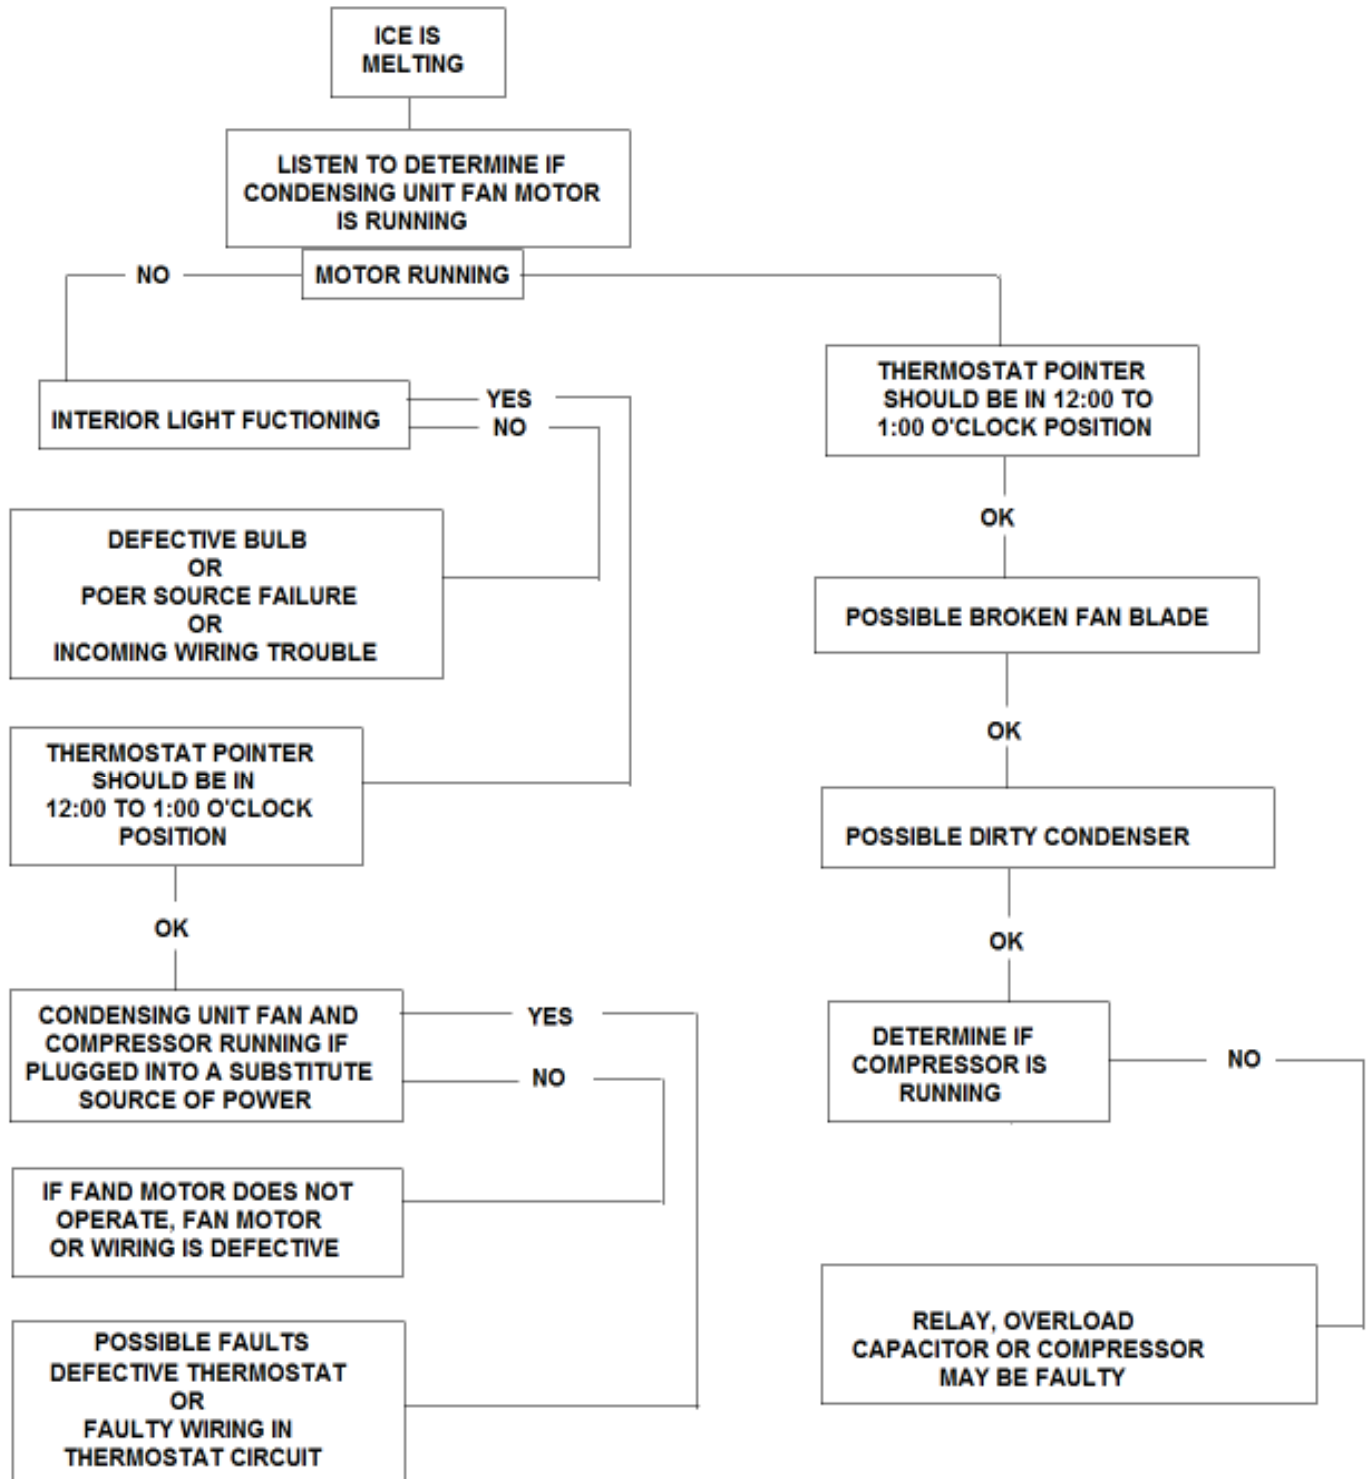 ICE IS
MELTING
LISTEN TO DETERMINE IF
CONDENSING UNIT FAN MOTOR
IS RUNNING
NO
MOTOR RUNNING
INTERIOR LIGHT FUCTIONING
YES
NO
DEFECTIVE BULB
OR
POER SOURCE FAILURE
OR
INCOMING WIRING TROUBLE
THERMOSTAT POINTER
SHOULD BE IN
12:00 TO 1:00 O'CLOCK
POSITION
OK
CONDENSING UNIT FAN AND
COMPRESSOR RUNNING IF
PLUGGED INTO A SUBSTITUTE
SOURCE OF POWER
YES
NO
IF FAND MOTOR DOES NOT
OPERATE, FAN MOTOR
OR WIRING IS DEFECTIVE
POSSIBLE FAULTS
DEFECTIVE THERMOSTAT
OR
FAULTY WIRING IN
THERMOSTAT CIRCUIT
THERMOSTAT POINTER
SHOULD BE IN 12:00 TO
1:00 O'CLOCK POSITION
OK
POSSIBLE BROKEN FAN BLADE
OK
POSSIBLE DIRTY CONDENSER
OK
DETERMINE IF
COMPRESSOR IS
RUNNING
NO
RELAY, OVERLOAD
CAPACITOR OR COMPRESSOR
MAY BE FAULTY